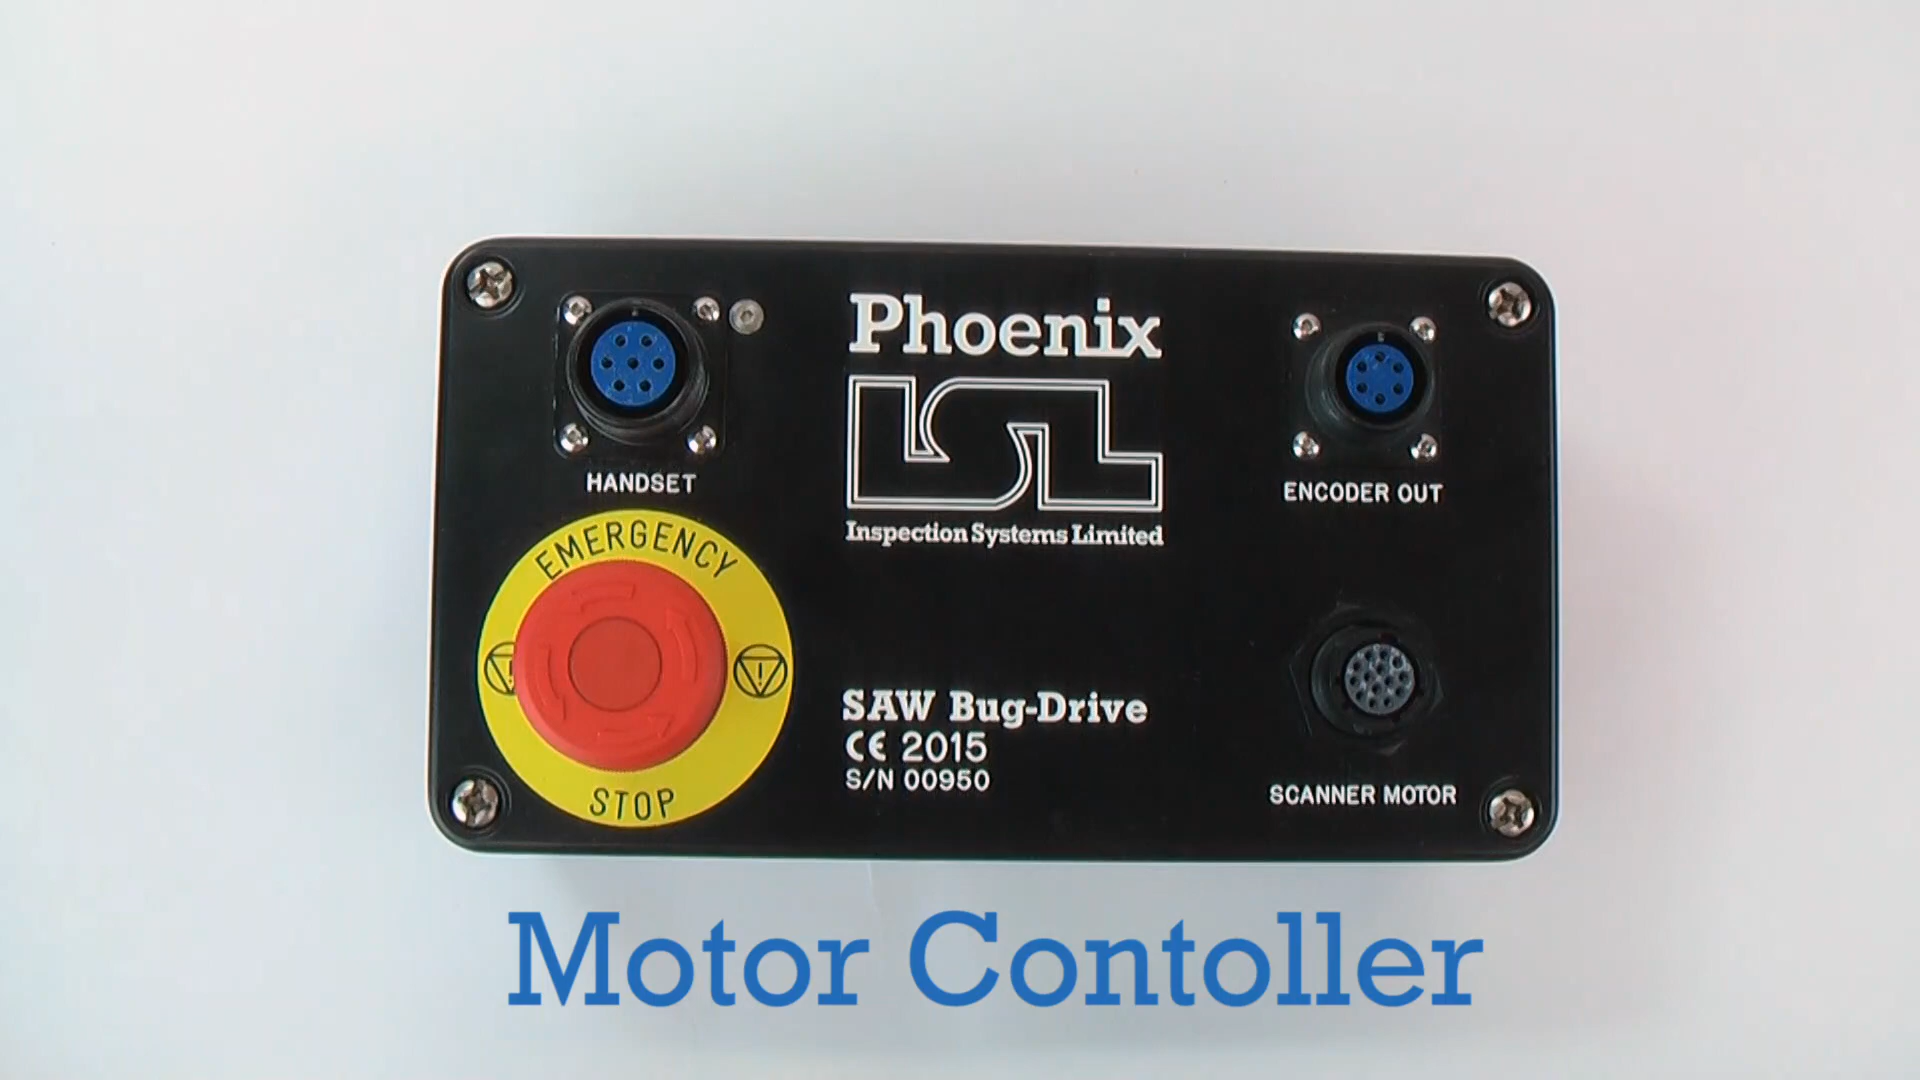 Phoenix
ISL
Inspection Systems Limited
HANDSET
ENCODER OUT
EMERGENCY
STOP
SAW Bug-Drive
CE 2015
S/N 00950
SCANNER MOTOR
Motor Contoller